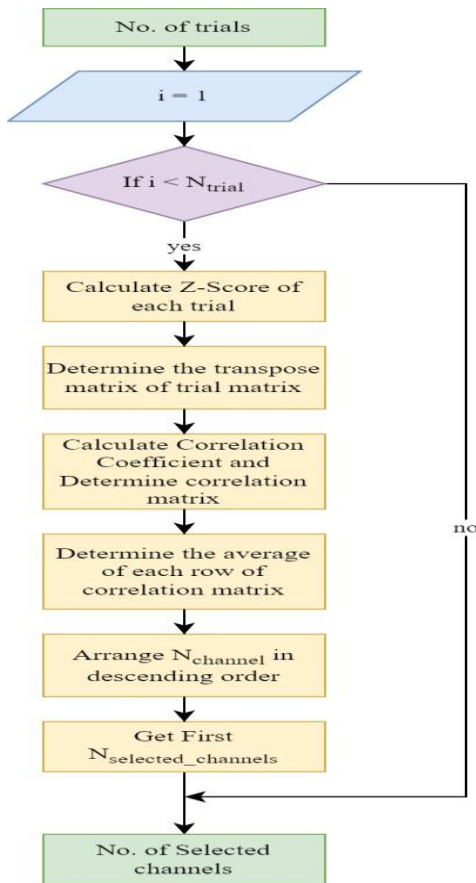 No. of trials
i = 1
If i < N_trial
yes
Calculate Z-Score of
each trial
Determine the transpose
matrix of trial matrix
Calculate Correlation
Coefficient and
Determine correlation
matrix
no
Determine the average
of each row of
correlation matrix
Arrange N_channel in
descending order
Get First
N_selected_channels
No. of Selected
channels